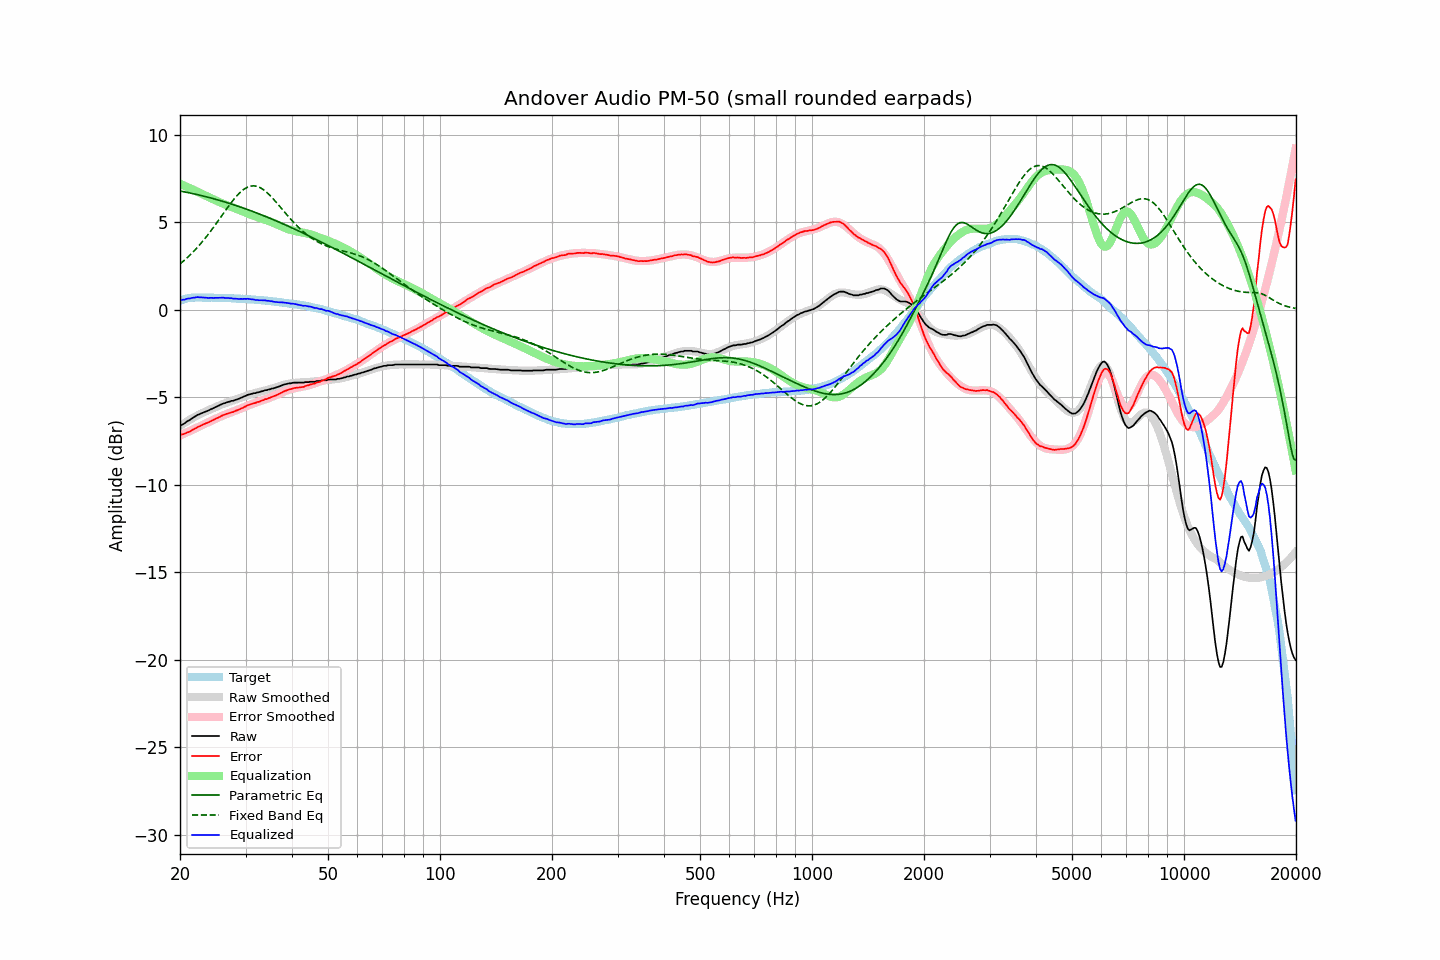 Andover Audio PM-50 (small rounded earpads)
10
5
0
−5
−10
−15
−20
−25
−30
Amplitude (dBr)
Target
Raw Smoothed
Error Smoothed
Raw
Error
Equalization
Parametric Eq
Fixed Band Eq
Equalized
20 50 100 200 500 1000 2000 5000 10000 20000
Frequency (Hz)